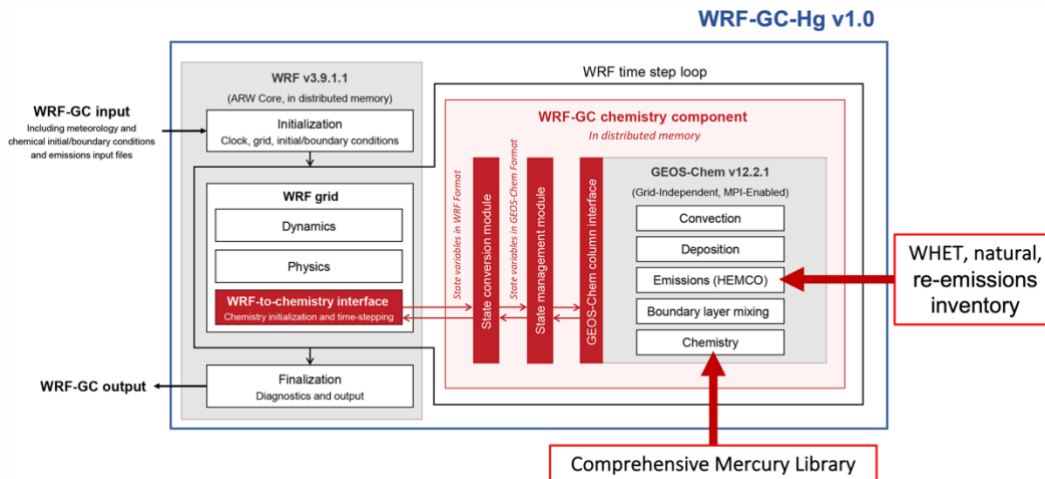 WRF-GC-Hg v1.0
WRF-GC input
Including meteorology and
chemical initial/boundary conditions
and emissions input files
WRF v3.9.1.1
(ARW Core, in distributed memory)
Initialization
Clock, grid, initial/boundary conditions
WRF grid
Dynamics
Physics
WRF-to-chemistry interface
Chemistry initialization and time-stepping
Finalization
Diagnostics and output
WRF-GC output
WRF time step loop
WRF-GC chemistry component
In distributed memory
State variables in WRF Format
State conversion module
State variables in GEOS-Chem Format
State management module
GEOS-Chem column interface
GEOS-Chem v12.2.1
(Grid-Independent, MPI-Enabled)
Convection
Deposition
Emissions (HEMCO)
Boundary layer mixing
Chemistry
WHET, natural,
re-emissions
inventory
Comprehensive Mercury Library